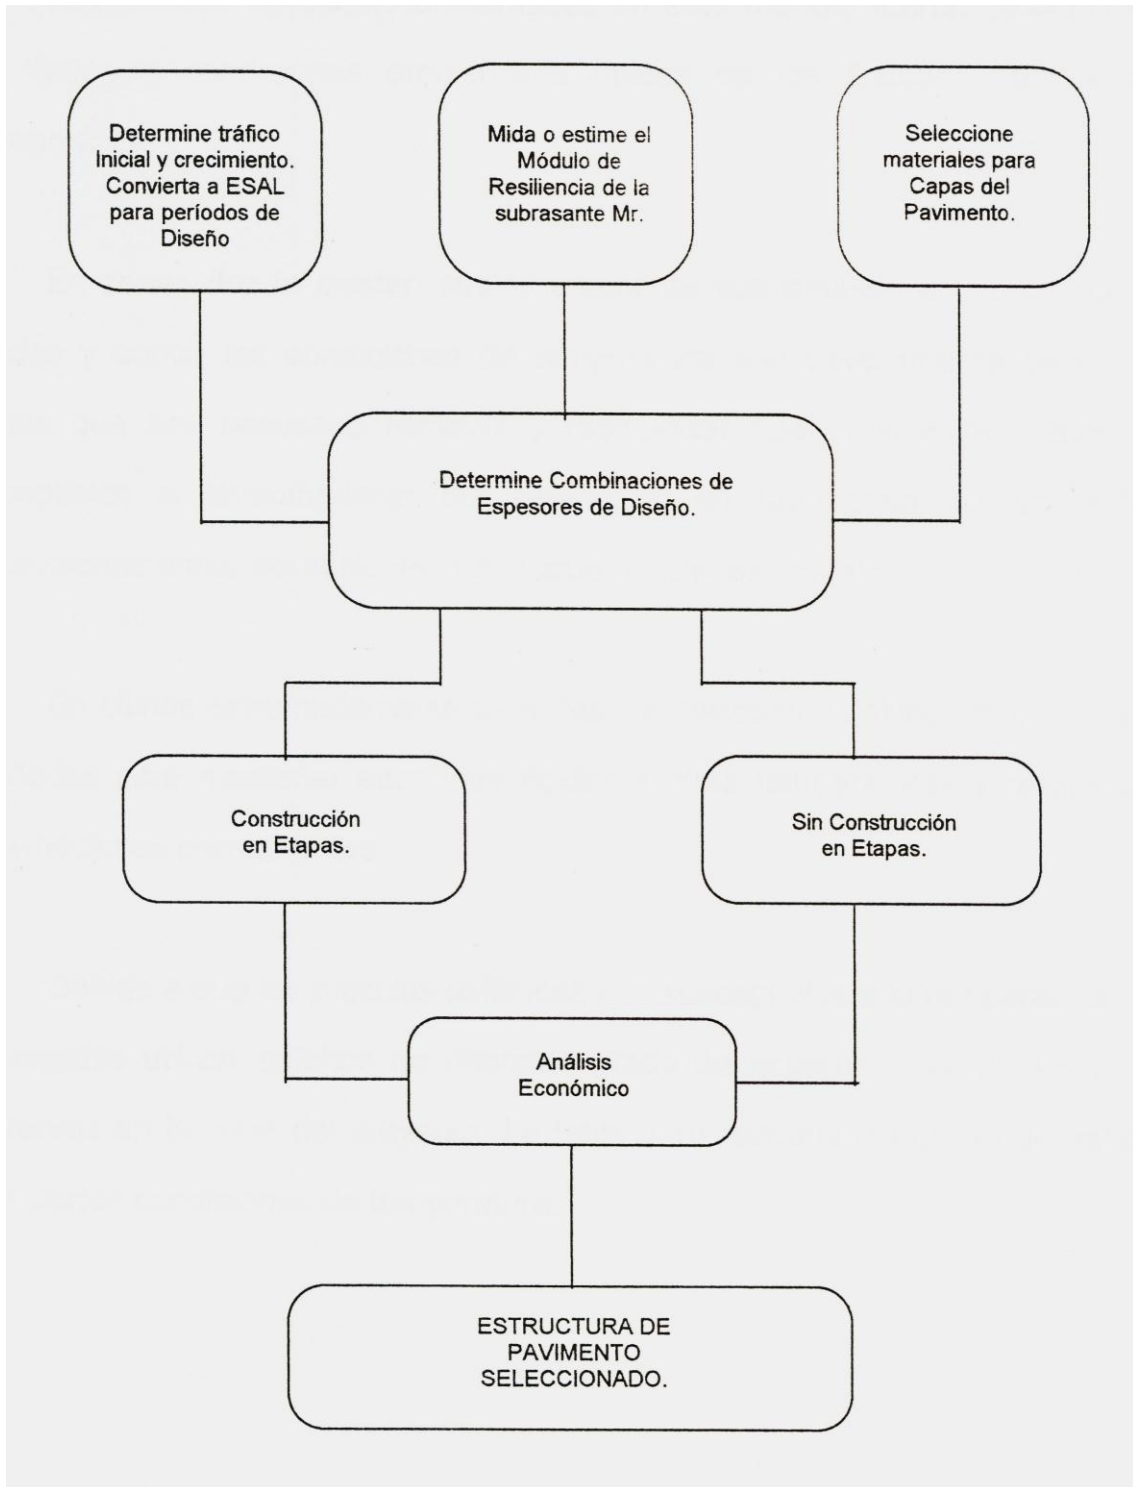 Determine tráfico
Inicial y crecimiento.
Convierta a ESAL
para períodos de
Diseño
Mida o estime el
Módulo de
Resiliencia de la
subrasante Mr.
Seleccione
materiales para
Capas del
Pavimento.
Determine Combinaciones de
Espesores de Diseño.
Construcción
en Etapas.
Sin Construcción
en Etapas.
Análisis
Económico
ESTRUCTURA DE
PAVIMENTO
SELECCIONADO.